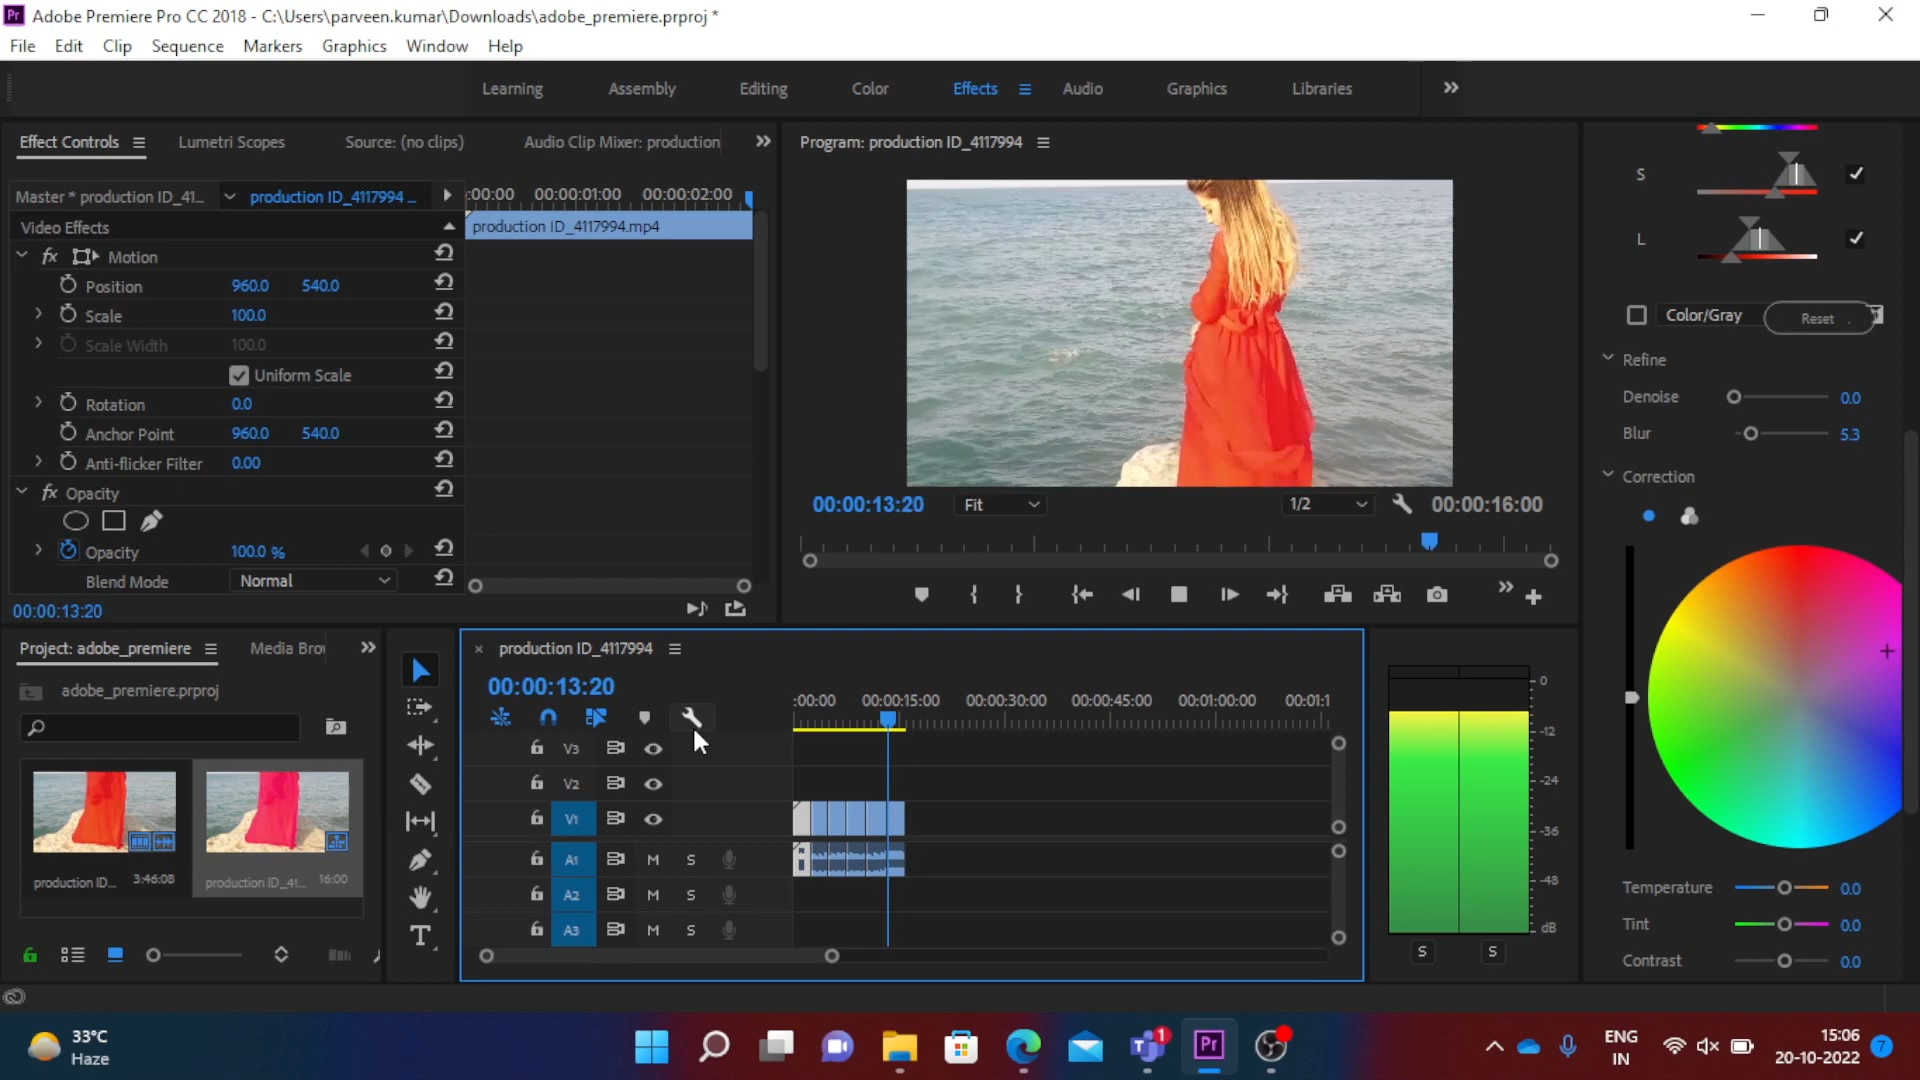 Pr Adobe Premiere Pro CC 2018 - C:\Users\parveen.kumar\Downloads\adobe_premiere.prproj *
File Edit Clip Sequence Markers Graphics Window Help
Learning Assembly Editing Color Effects Audio Graphics Libraries
Effect Controls Lumetri Scopes Source: (no clips) Audio Clip Mixer: production
Master * production ID_41... production ID_4117994 ...
:00:00 00:00:01:00 00:00:02:00
Video Effects
production ID_4117994.mp4
fx Motion
Position 960.0 540.0
Scale 100.0
Scale Width 100.0
Uniform Scale
Rotation 0.0
Anchor Point 960.0 540.0
Anti-flicker Filter 0.00
fx Opacity
Opacity 100.0 %
Blend Mode Normal
00:00:13:20
Program: production ID_4117994
00:00:13:20 Fit 1/2 00:00:16:00
S
L
Color/Gray Reset
Refine
Denoise 0.0
Blur 5.3
Correction
Temperature 0.0
Tint 0.0
Contrast 0.0
Project: adobe_premiere Media Brow
adobe_premiere.prproj
production ID... 3:46:08
production ID_41... 16:00
T
production ID_4117994
00:00:13:20
:00:00 00:00:15:00 00:00:30:00 00:00:45:00 00:01:00:00 00:01:1
V3
V2
V1
A1 M S
A2 M S
A3 M S
0
-12
-24
-36
-48
dB
S S
33°C
Haze
1
Pr
ENG
IN
15:06
20-10-2022
7